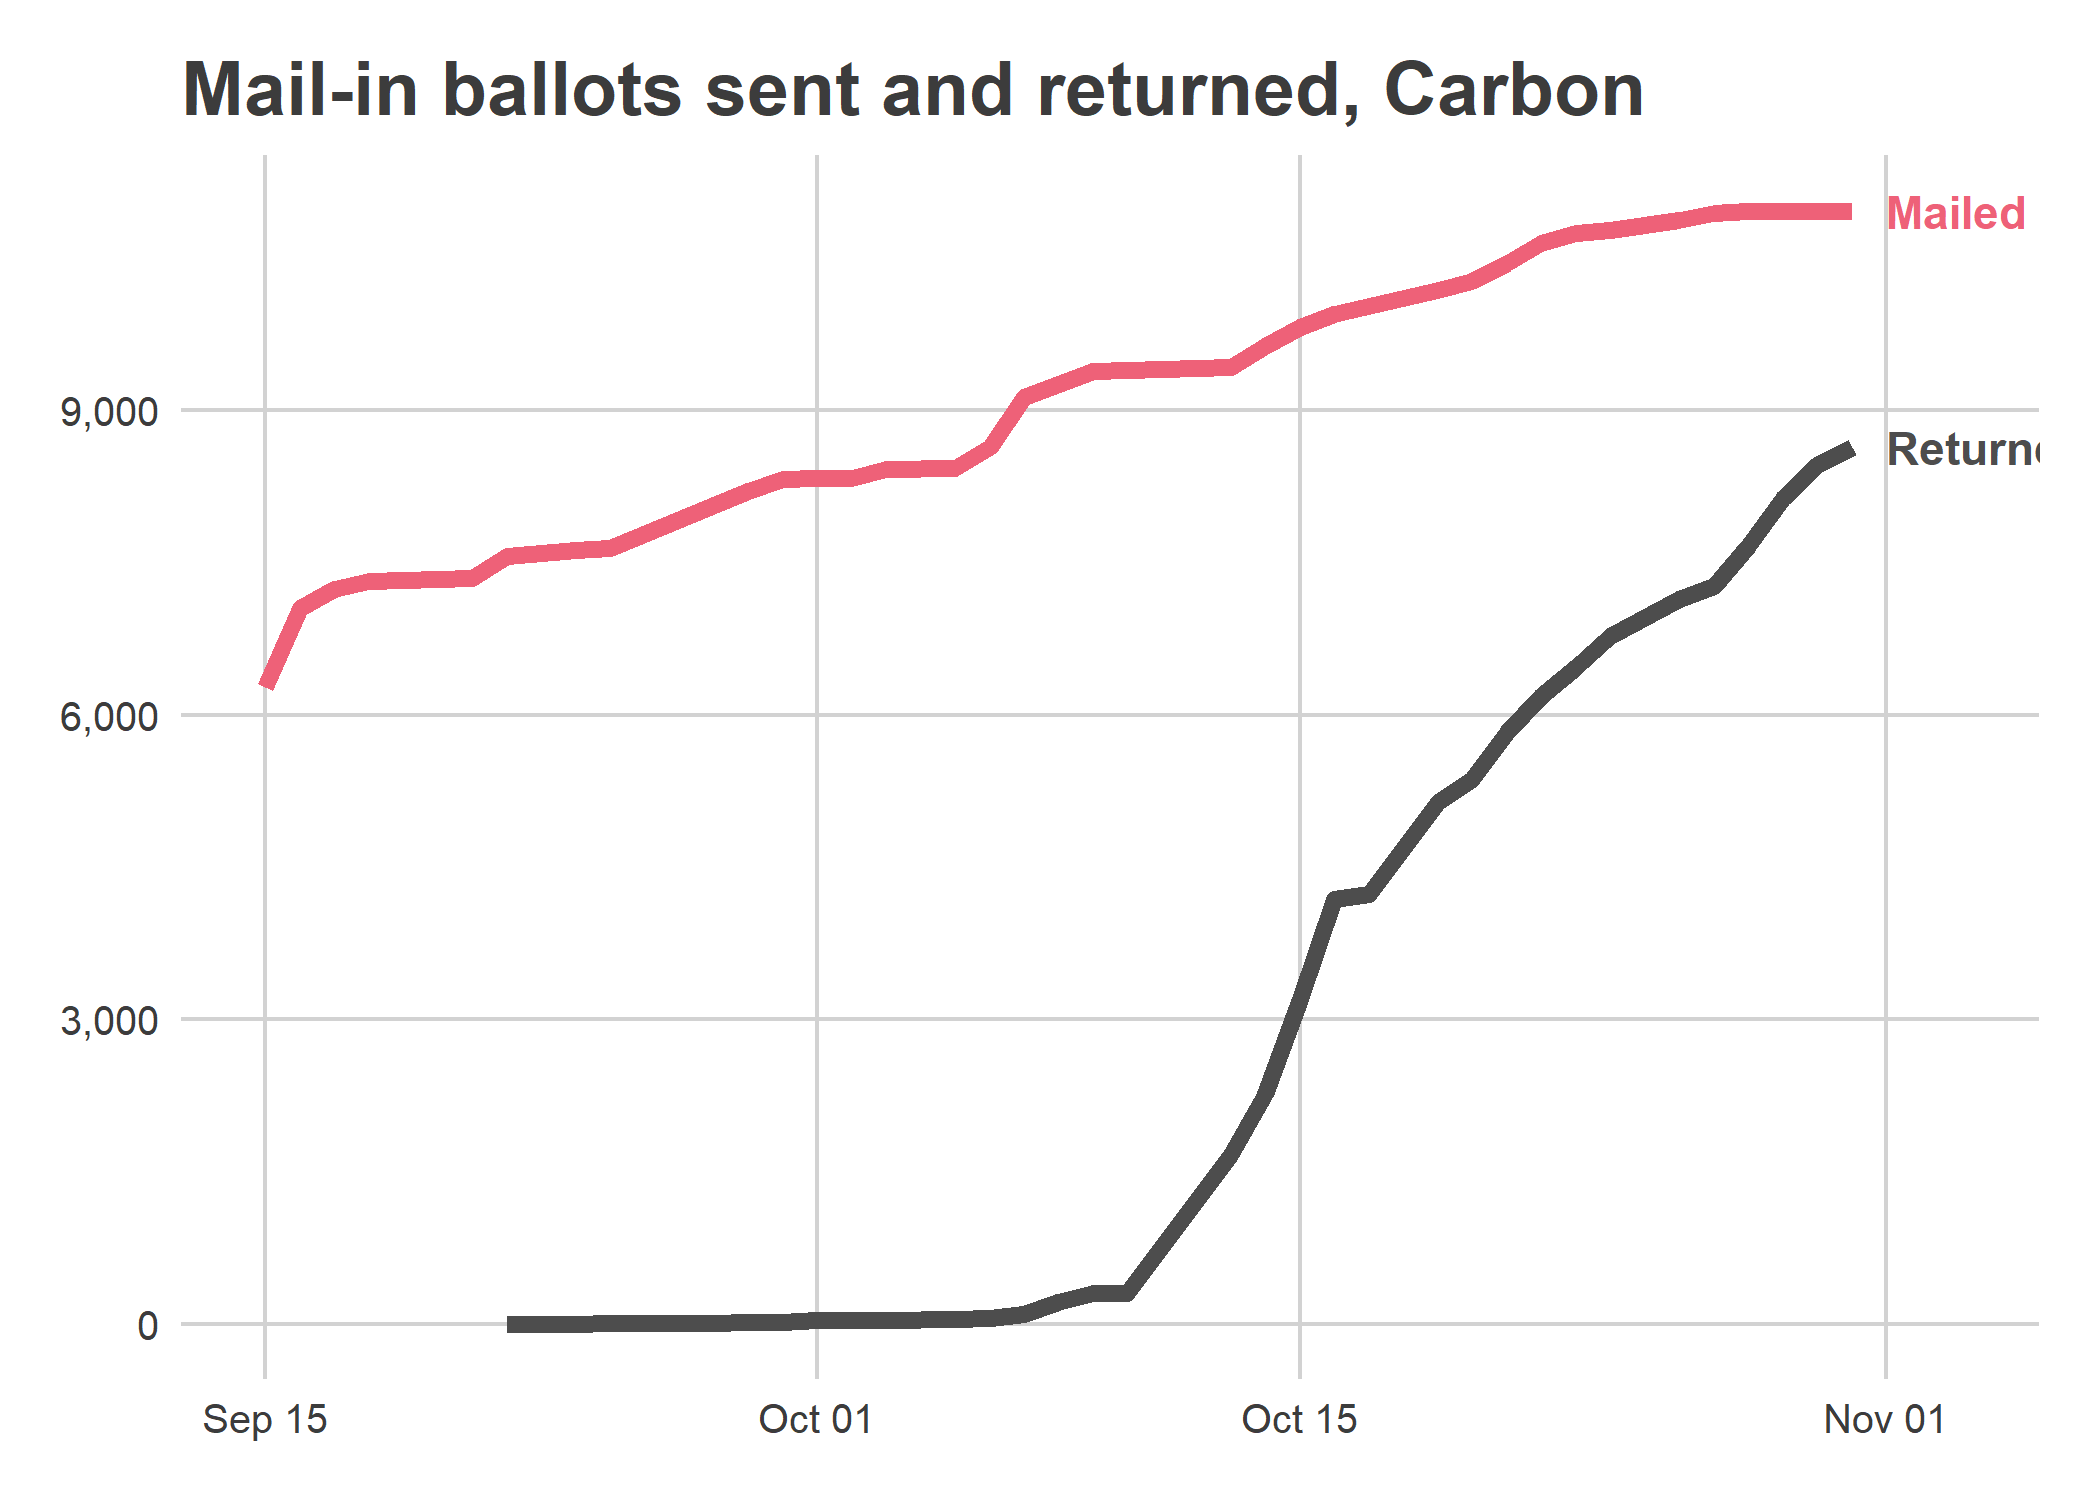 Mail-in ballots sent and returned, Carbon
Mailed
9,000
Returne
6,000
3,000
0
Sep 15 Oct 01 Oct 15 Nov 01